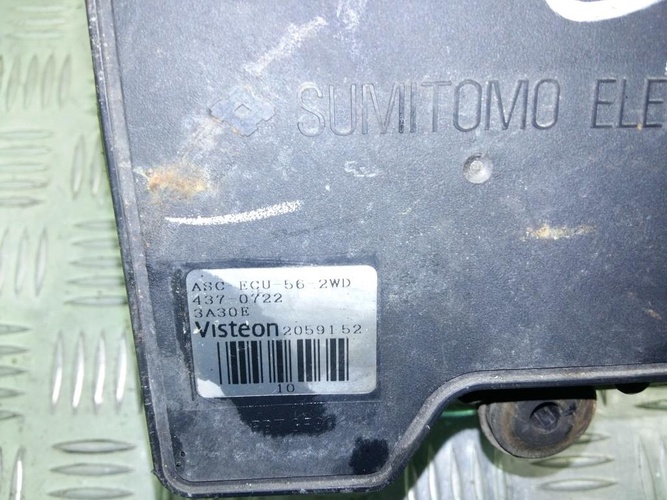 SUMITOMO ELE
ASC ECU-56 2WD
437-0722
3A30E
Visteon 2059152
10